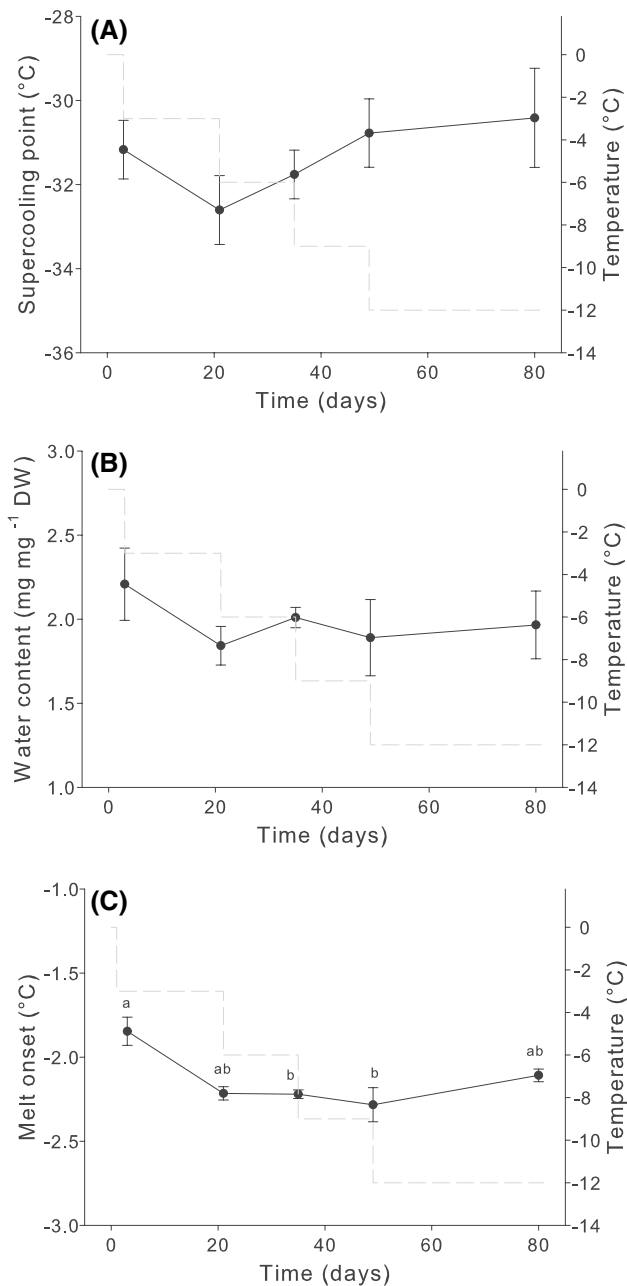 (A)
-28
-30
-32
-34
-36
Supercooling point (°C)
0
-2
-4
-6
-8
-10
-12
-14
Temperature (°C)
0 20 40 60 80
Time (days)
(B)
3.0
2.5
2.0
1.5
1.0
Water content (mg mg ⁻¹ DW)
0
-2
-4
-6
-8
-10
-12
-14
Temperature (°C)
0 20 40 60 80
Time (days)
(C)
-1.0
-1.5
-2.0
-2.5
-3.0
Melt onset (°C)
a
ab
b
b
ab
0
-2
-4
-6
-8
-10
-12
-14
Temperature (°C)
0 20 40 60 80
Time (days)